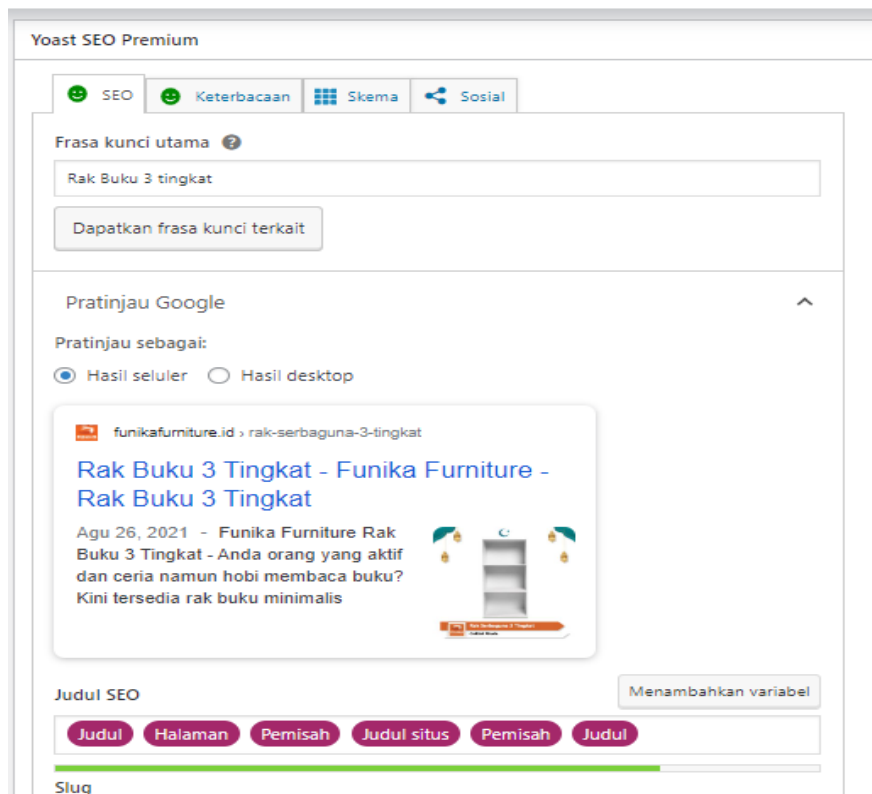 Yoast SEO Premium
SEO
Keterbacaan
Skema
Sosial
Frasa kunci utama
Rak Buku 3 tingkat
Dapatkan frasa kunci terkait
Pratinjau Google
Pratinjau sebagai:
Hasil seluler
Hasil desktop
funikafurniture.id › rak-serbaguna-3-tingkat
Rak Buku 3 Tingkat - Funika Furniture -
Rak Buku 3 Tingkat
Agu 26, 2021 - Funika Furniture Rak
Buku 3 Tingkat - Anda orang yang aktif
dan ceria namun hobi membaca buku?
Kini tersedia rak buku minimalis
Rak Serbaguna 3 Tingkat
Judul SEO
Menambahkan variabel
Judul Halaman Pemisah Judul situs Pemisah Judul
Slug